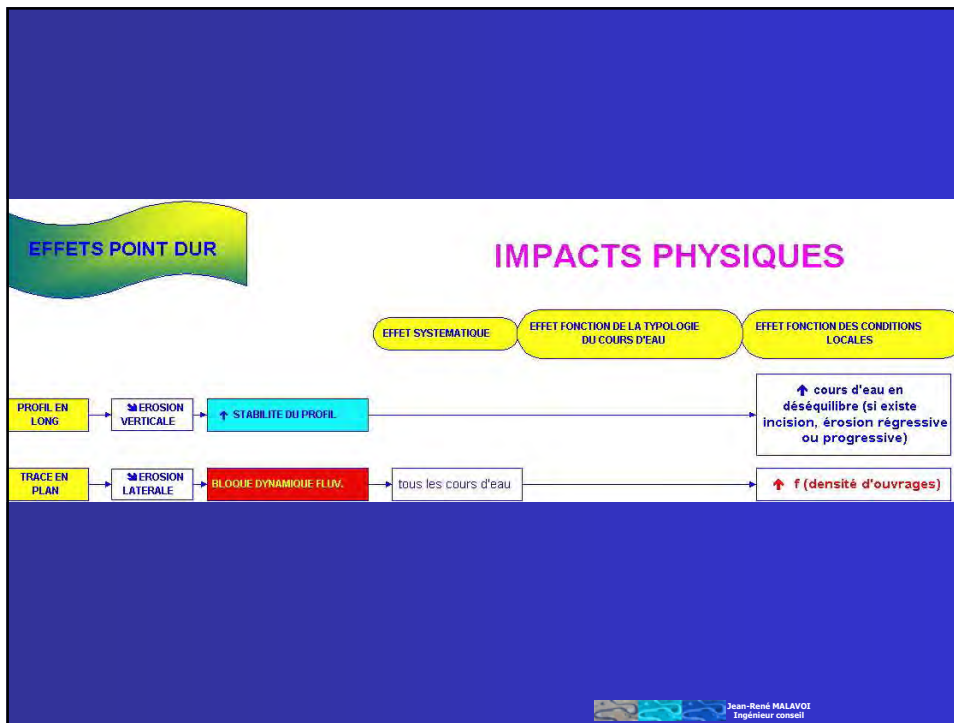 EFFETS POINT DUR
IMPACTS PHYSIQUES
EFFET SYSTEMATIQUE
EFFET FONCTION DE LA TYPOLOGIE
DU COURS D'EAU
EFFET FONCTION DES CONDITIONS
LOCALES
PROFIL EN
LONG
↘ EROSION
VERTICALE
↑ STABILITE DU PROFIL
↑ cours d'eau en
déséquilibre (si existe
incision, érosion régressive
ou progressive)
TRACE EN
PLAN
↘ EROSION
LATERALE
BLOQUE DYNAMIQUE FLUV.
tous les cours d'eau
↑ f (densité d'ouvrages)
Jean-René MALAVOI
Ingénieur conseil